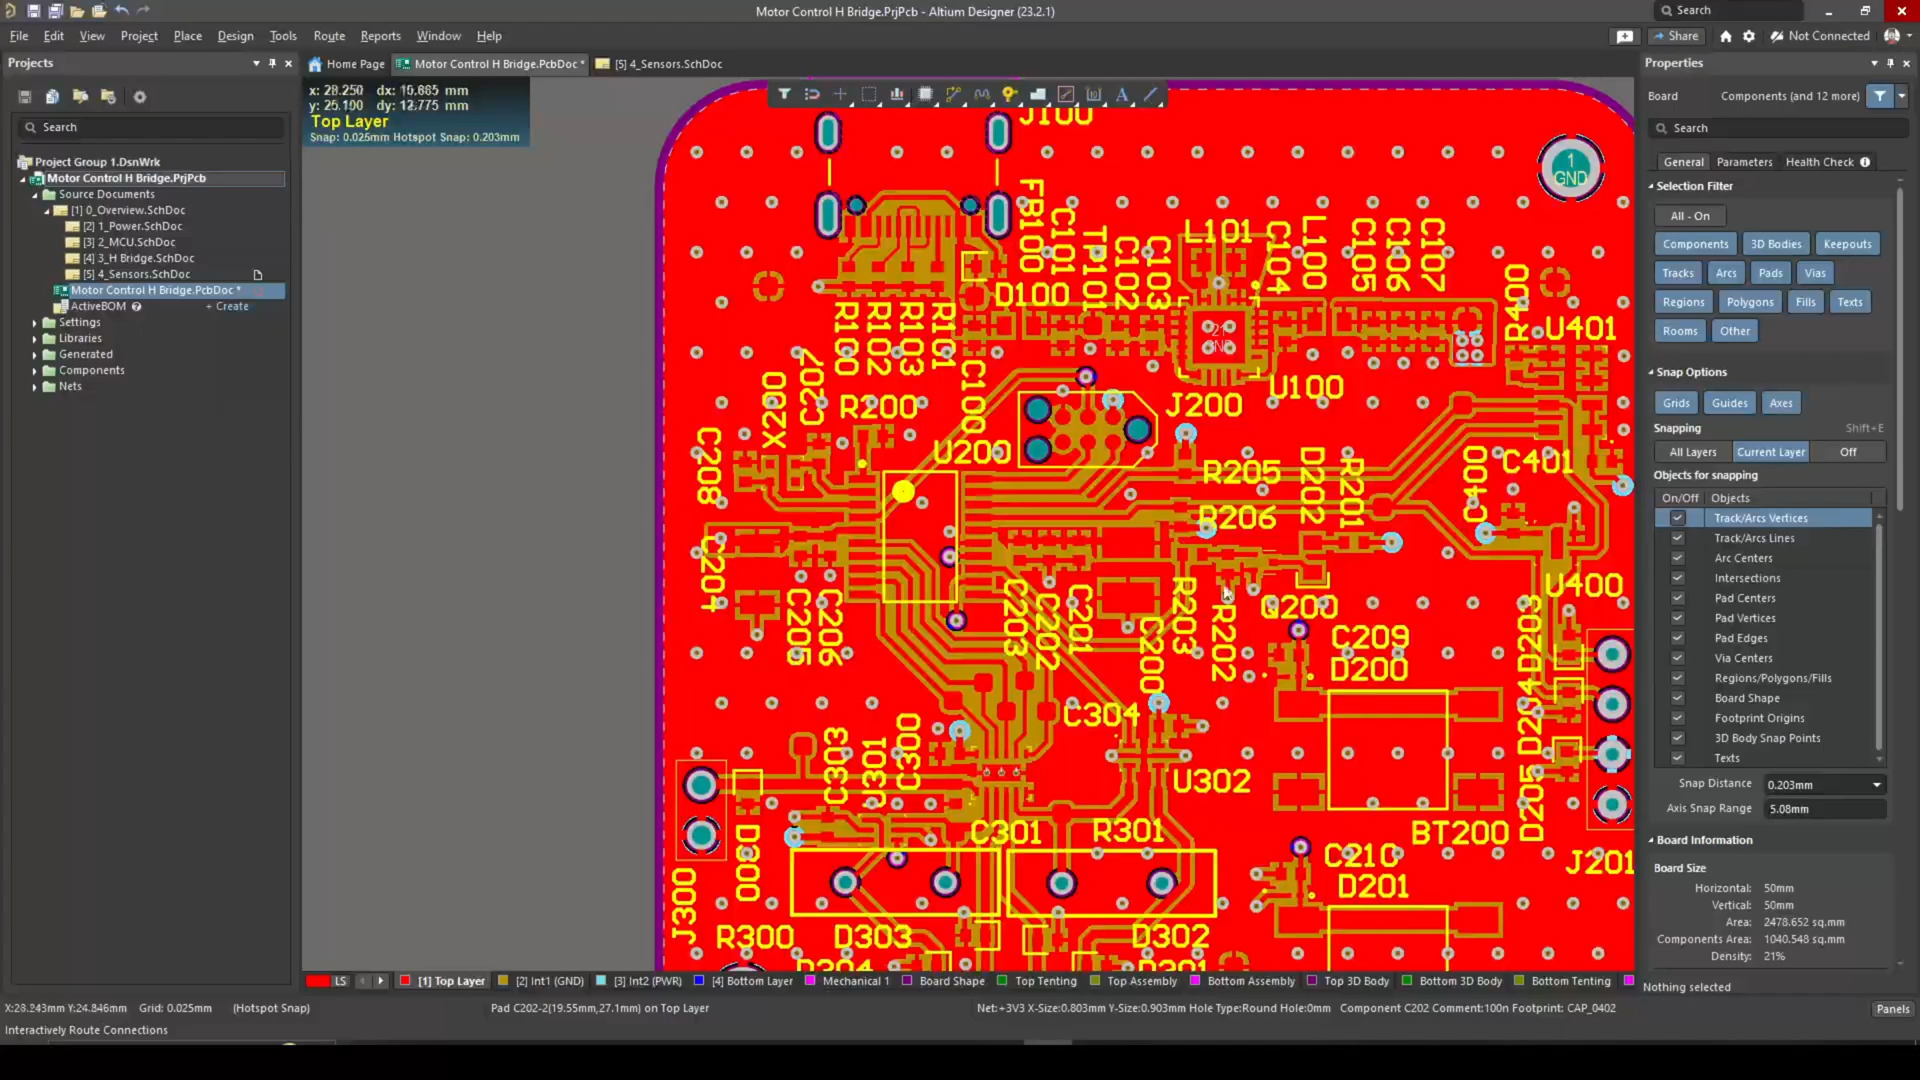 Motor Control H Bridge.PrjPcb - Altium Designer (23.2.1)
Search
File Edit View Project Place Design Tools Route Reports Window Help
Share
Not Connected
Projects
Home Page
Motor Control H Bridge.PcbDoc *
[5] 4_Sensors.SchDoc
Properties
x: 28.250 dx: 15.665 mm
y: 25.100 dy: 12.775 mm
Top Layer
Snap: 0.025mm Hotspot Snap: 0.203mm
Search
Project Group 1.DsnWrk
Motor Control H Bridge.PrjPcb
Source Documents
[1] 0_Overview.SchDoc
[2] 1_Power.SchDoc
[3] 2_MCU.SchDoc
[4] 3_H Bridge.SchDoc
[5] 4_Sensors.SchDoc
Motor Control H Bridge.PcbDoc *
ActiveBOM
+ Create
Settings
Libraries
Generated
Components
Nets
J100
1
GND
FB100
C101
TP101
C102
C103
L101
C104
L100
C105
C106
C107
D100
R100
R102
R103
R101
C100
21
GND
U100
R400
U401
X200
C207
R200
J200
C208
U200
R205
D202
R201
C400
C401
R206
C204
C205
C206
C203
C202
C201
R203
R202
Q200
U400
C200
C209
D200
D203
D204
D205
C304
U302
BT200
C303
U301
C300
D300
C301
R301
C210
D201
J201
J300
R300
D303
D302
D304
D301
Board
Components (and 12 more)
Search
General Parameters Health Check
Selection Filter
All - On
Components 3D Bodies Keepouts
Tracks Arcs Pads Vias
Regions Polygons Fills Texts
Rooms Other
Snap Options
Grids Guides Axes
Snapping Shift+E
All Layers Current Layer Off
Objects for snapping
On/Off Objects
Track/Arcs Vertices
Track/Arcs Lines
Arc Centers
Intersections
Pad Centers
Pad Vertices
Pad Edges
Via Centers
Regions/Polygons/Fills
Board Shape
Footprint Origins
3D Body Snap Points
Texts
Snap Distance 0.203mm
Axis Snap Range 5.08mm
Board Information
Board Size
Horizontal: 50mm
Vertical: 50mm
Area: 2478.652 sq.mm
Components Area: 1040.548 sq.mm
Density: 21%
Nothing selected
LS [1] Top Layer [2] Int1 (GND) [3] Int2 (PWR) [4] Bottom Layer Mechanical 1 Board Shape Top Tenting Top Assembly Bottom Assembly Top 3D Body Bottom 3D Body Bottom Tenting
X:28.243mm Y:24.846mm Grid: 0.025mm (Hotspot Snap)
Pad C202-2(19.55mm,27.1mm) on Top Layer
Net:+3V3 X-Size:0.803mm Y-Size:0.903mm Hole Type:Round Hole:0mm Component C202 Comment:100n Footprint: CAP_0402
Panels
Interactively Route Connections